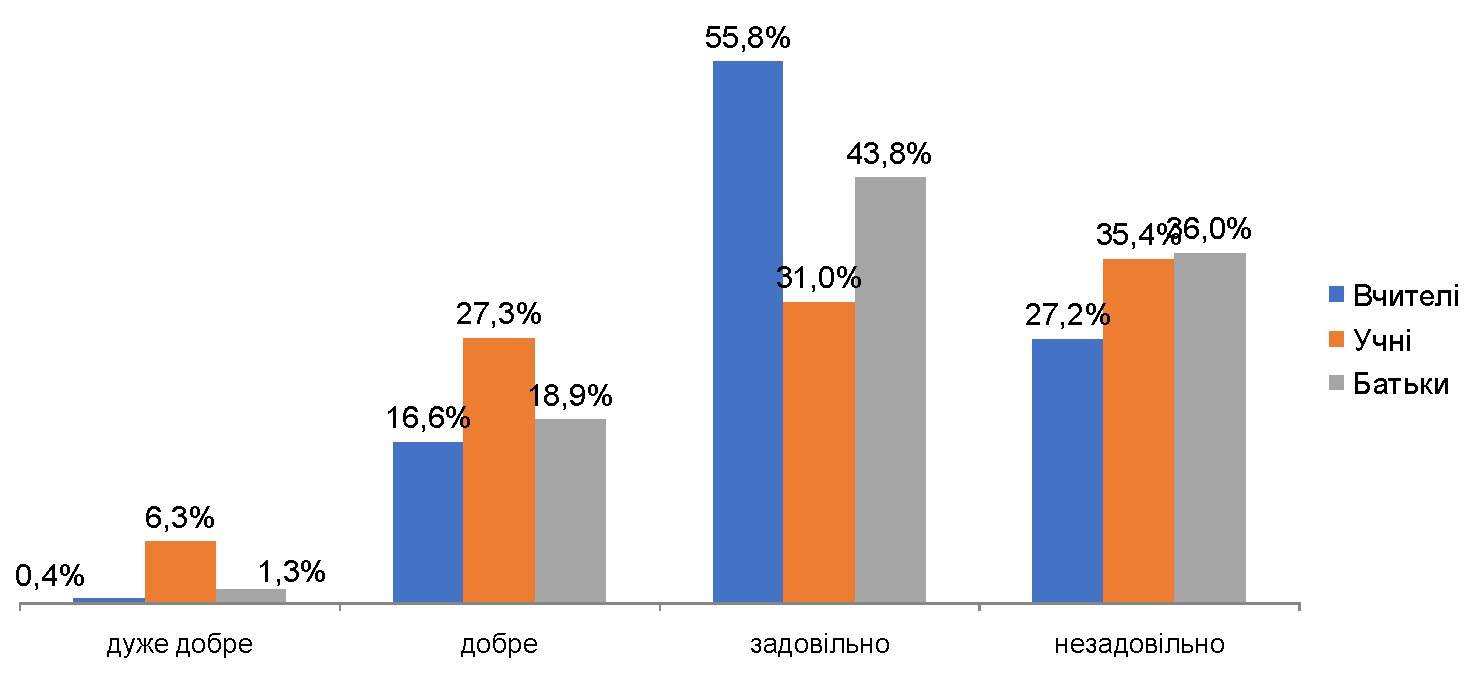 55,8%
43,8%
35,4%
36,0%
27,3%
31,0%
27,2%
18,9%
16,6%
6,3%
0,4%
1,3%
дуже добре
добре
задовільно
незадовільно
Вчителі
Учні
Батьки